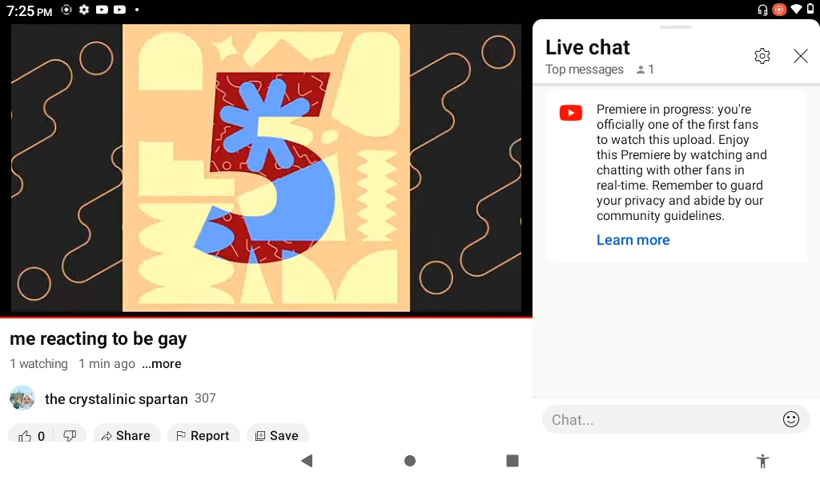 7:25 PM
5
me reacting to be gay
1 watching 1 min ago ...more
the crystalinic spartan 307
0 Share Report Save
Live chat
Top messages 1
Premiere in progress: you're
officially one of the first fans
to watch this upload. Enjoy
this Premiere by watching and
chatting with other fans in
real-time. Remember to guard
your privacy and abide by our
community guidelines.
Learn more
Chat...